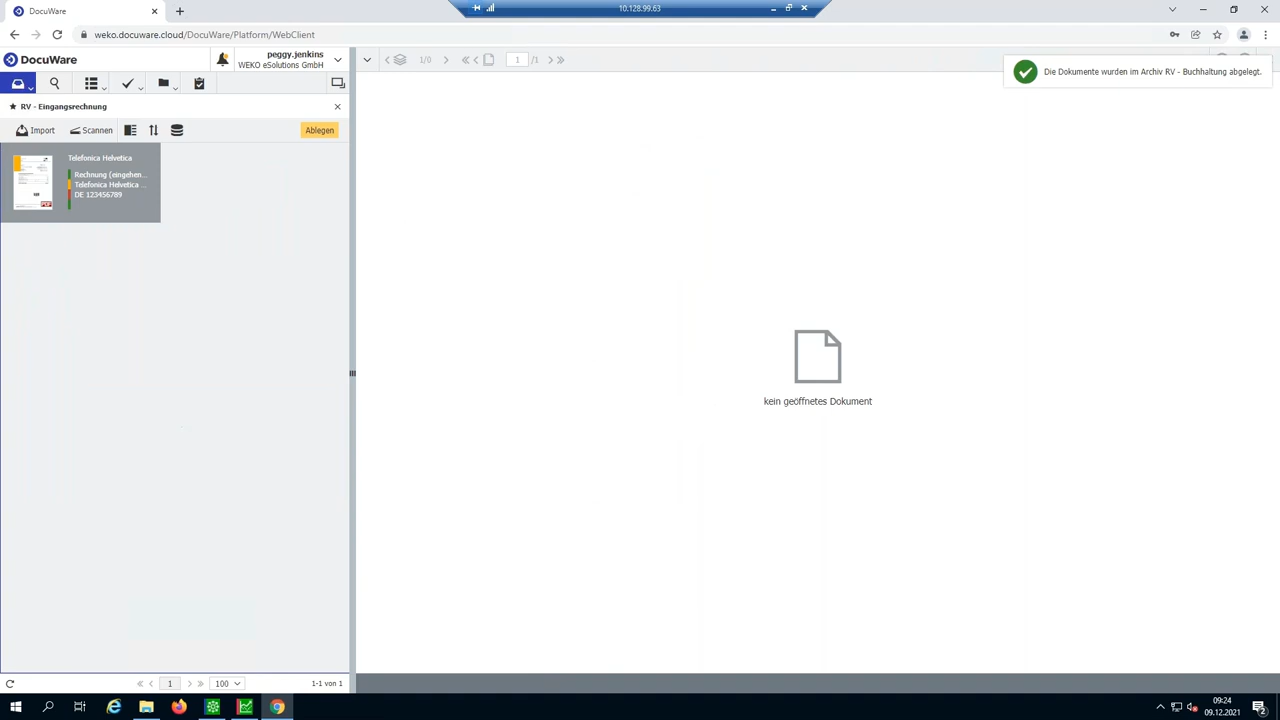 DocuWare
10.128.99.63
weko.docuware.cloud/DocuWare/Platform/WebClient
DocuWare
peggy.jenkins
WEKO eSolutions GmbH
1/0
1
/1
Die Dokumente wurden im Archiv RV - Buchhaltung abgelegt.
RV - Eingangsrechnung
Import
Scannen
Ablegen
Telefonica Helvetica
Rechnung (eingehen...
Telefonica Helvetica ...
DE 123456789
PDF
kein geöffnetes Dokument
1
100
1-1 von 1
09:24
09.12.2021
2